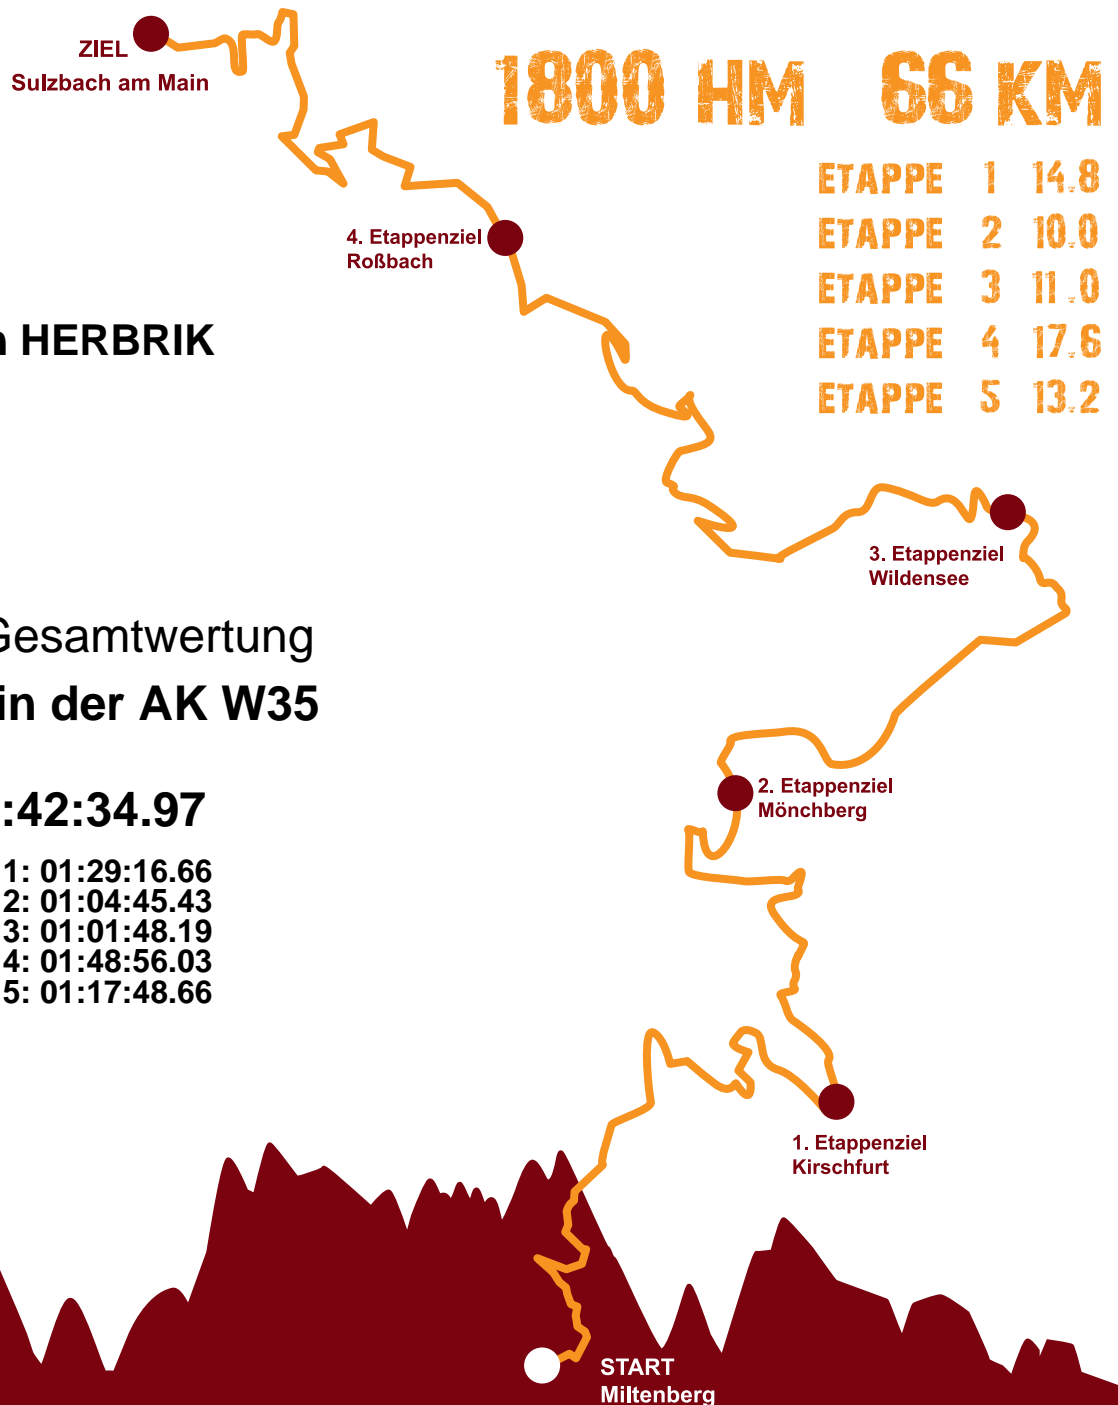 ZIEL
Sulzbach am Main
1800 HM 66 KM
ETAPPE 1 14.8
ETAPPE 2 10.0
ETAPPE 3 11.0
ETAPPE 4 17.6
ETAPPE 5 13.2
4. Etappenziel
Roßbach
HERBRIK
3. Etappenziel
Wildensee
Gesamtwertung
in der AK W35
2. Etappenziel
Mönchberg
:42:34.97
1: 01:29:16.66
2: 01:04:45.43
3: 01:01:48.19
4: 01:48:56.03
5: 01:17:48.66
1. Etappenziel
Kirschfurt
START
Miltenberg